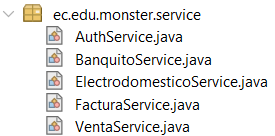 ec.edu.monster.service
AuthService.java
BanquitoService.java
ElectrodomesticoService.java
FacturaService.java
VentaService.java